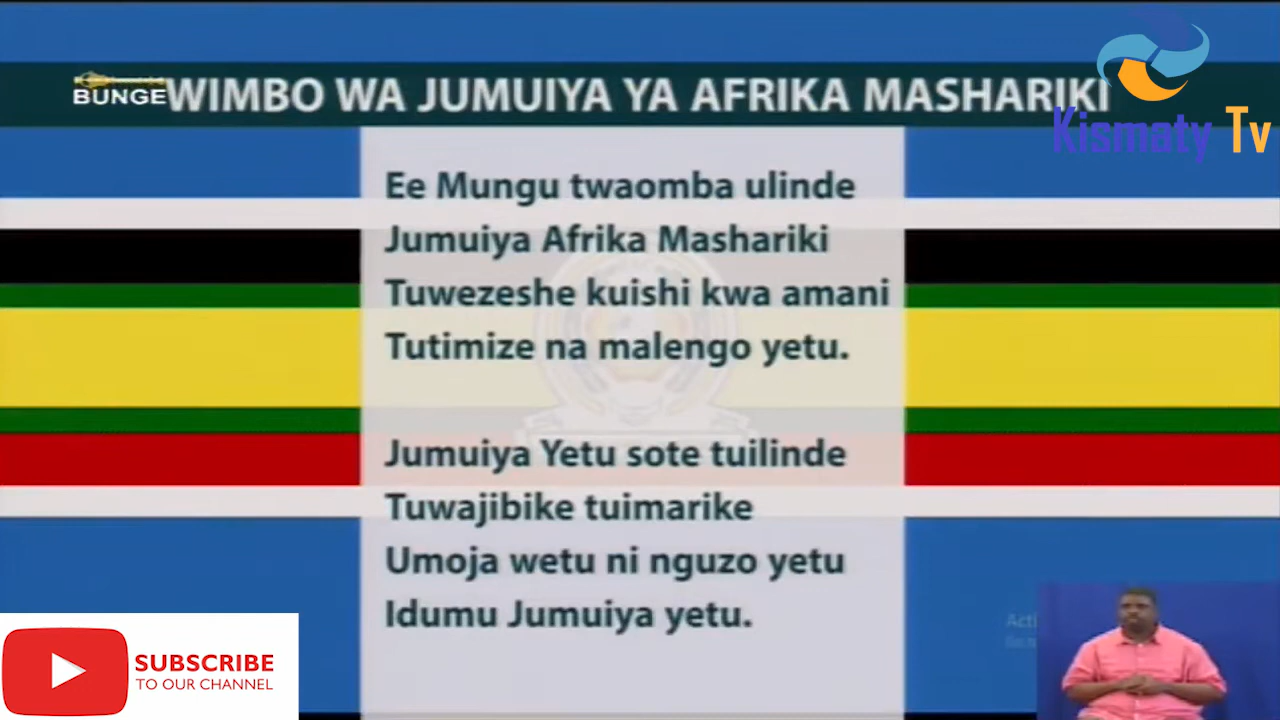 BUNGE
WIMBO WA JUMUIYA YA AFRIKA MASHARIKI
Kismaty Tv
Ee Mungu twaomba ulinde
Jumuiya Afrika Mashariki
Tuwezeshe kuishi kwa amani
Tutimize na malengo yetu.
Jumuiya Yetu sote tuilinde
Tuwajibike tuimarike
Umoja wetu ni nguzo yetu
Idumu Jumuiya yetu.
SUBSCRIBE
TO OUR CHANNEL